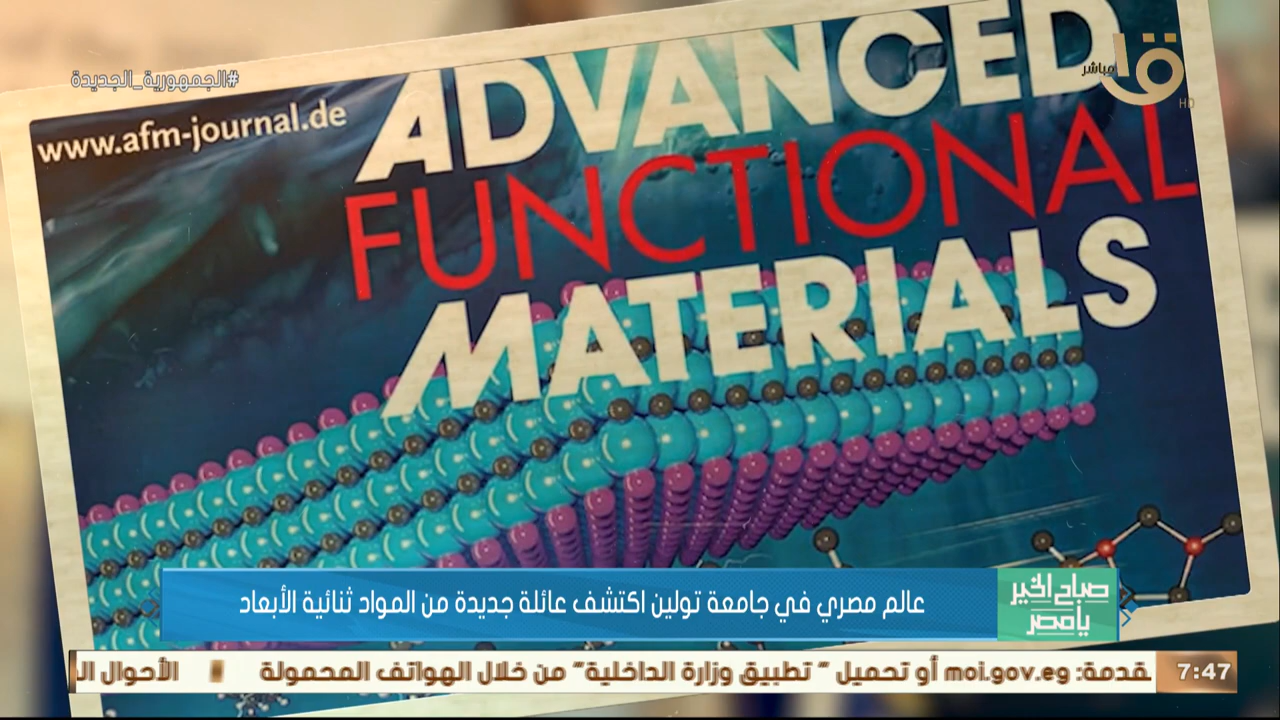 #الجمهورية_الجديدة
مباشر
HD
www.afm-journal.de
ADVANCED
FUNCTIONAL
MATERIALS
صباح الخير
يا مصر
عالم مصري في جامعة تولين اكتشف عائلة جديدة من المواد ثنائية الأبعاد
7:47
moi.gov.eg أو تحميل “ تطبيق وزارة الداخلية” من خلال الهواتف المحمولة